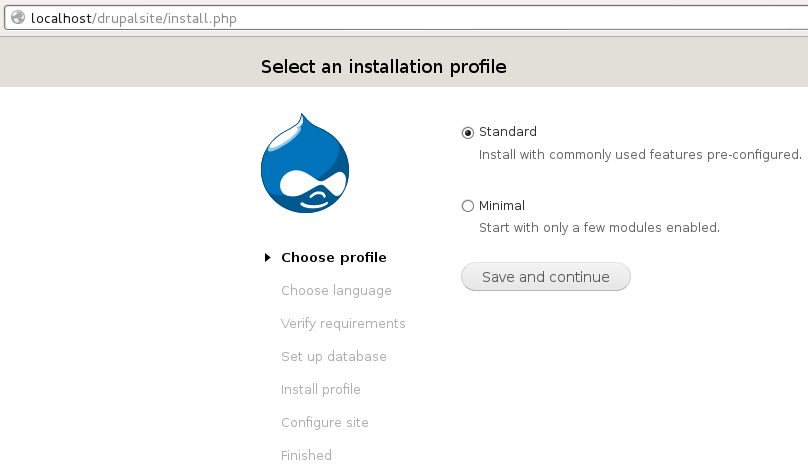 localhost/drupalsite/install.php
Select an installation profile
Standard
Install with commonly used features pre-configured.
Minimal
Start with only a few modules enabled.
Save and continue
Choose profile
Choose language
Verify requirements
Set up database
Install profile
Configure site
Finished